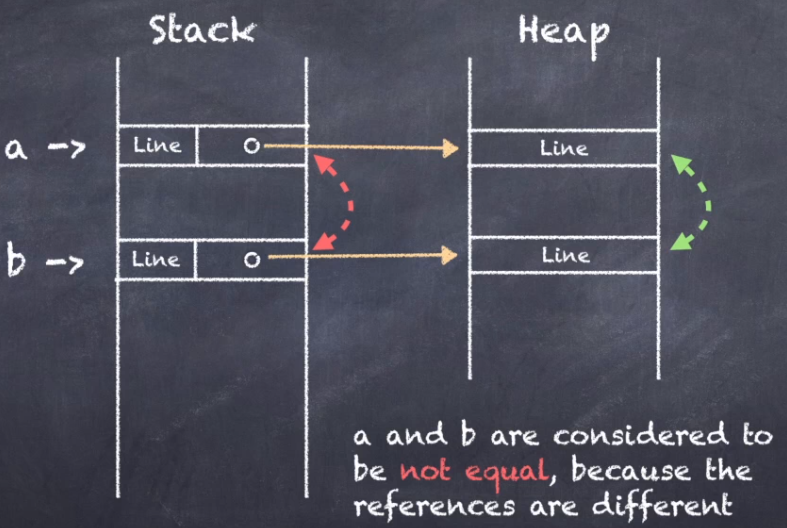 Stack
Heap
a -> Line O
Line
b -> Line O
Line
a and b are considered to
be not equal, because the
references are different